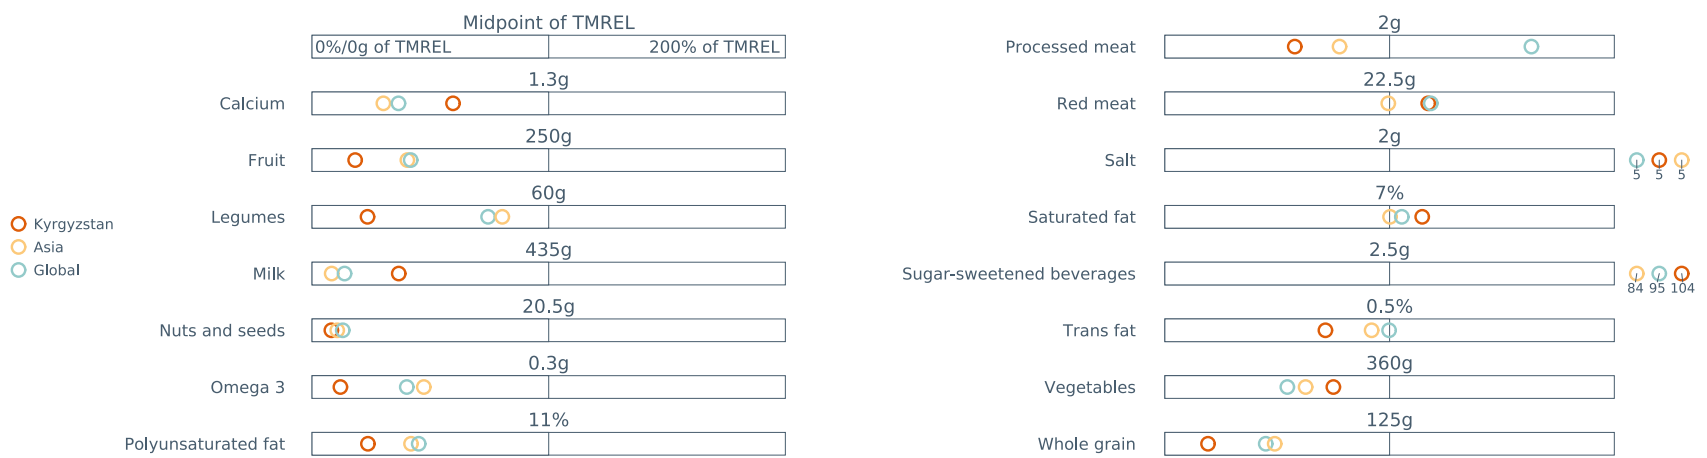 Midpoint of TMREL
0%/0g of TMREL 200% of TMREL
1.3g
Calcium
250g
Fruit
60g
Legumes
435g
Milk
20.5g
Nuts and seeds
0.3g
Omega 3
11%
Polyunsaturated fat
Kyrgyzstan
Asia
Global
2g
Processed meat
22.5g
Red meat
2g
Salt
5 5 5
7%
Saturated fat
2.5g
Sugar-sweetened beverages
84 95 104
0.5%
Trans fat
360g
Vegetables
125g
Whole grain